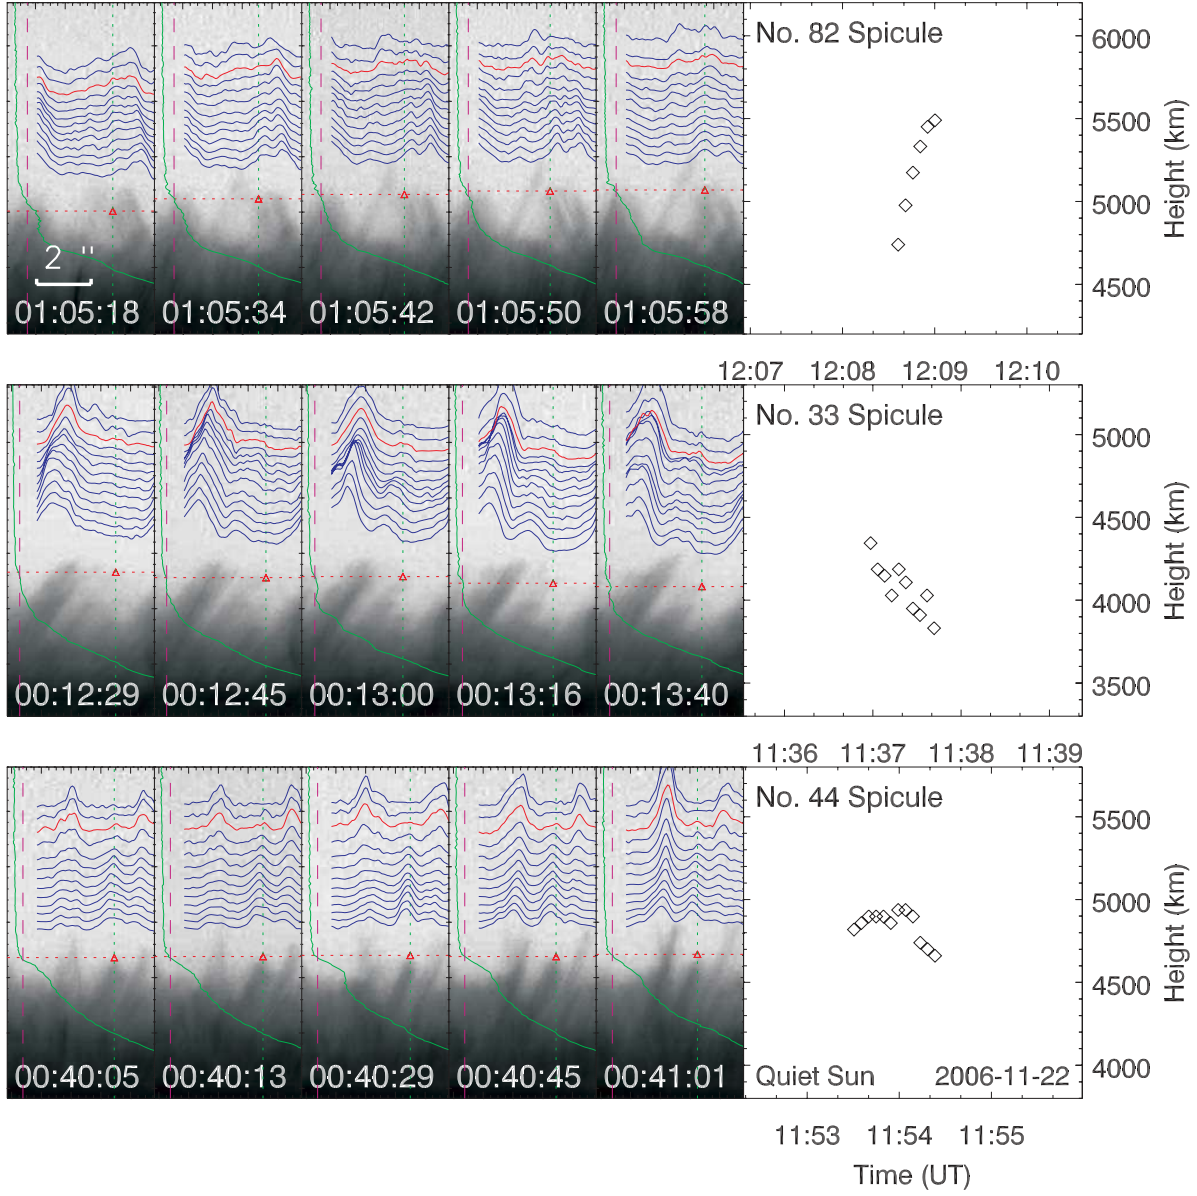 No. 82 Spicule
6000
5500
5000
4500
Height (km)
2 "
01:05:18 01:05:34 01:05:42 01:05:50 01:05:58
12:07 12:08 12:09 12:10
No. 33 Spicule
5000
4500
4000
3500
Height (km)
00:12:29 00:12:45 00:13:00 00:13:16 00:13:40
11:36 11:37 11:38 11:39
No. 44 Spicule
5500
5000
4500
4000
Height (km)
00:40:05 00:40:13 00:40:29 00:40:45 00:41:01
Quiet Sun 2006-11-22
11:53 11:54 11:55
Time (UT)